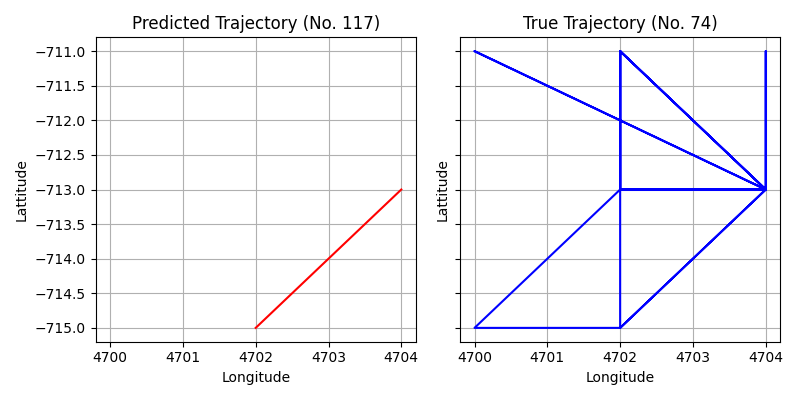 Predicted Trajectory (No. 117)
True Trajectory (No. 74)
−711.0
−711.5
−712.0
−712.5
−713.0
−713.5
−714.0
−714.5
−715.0
Lattitude
Lattitude
4700 4701 4702 4703 4704
4700 4701 4702 4703 4704
Longitude
Longitude